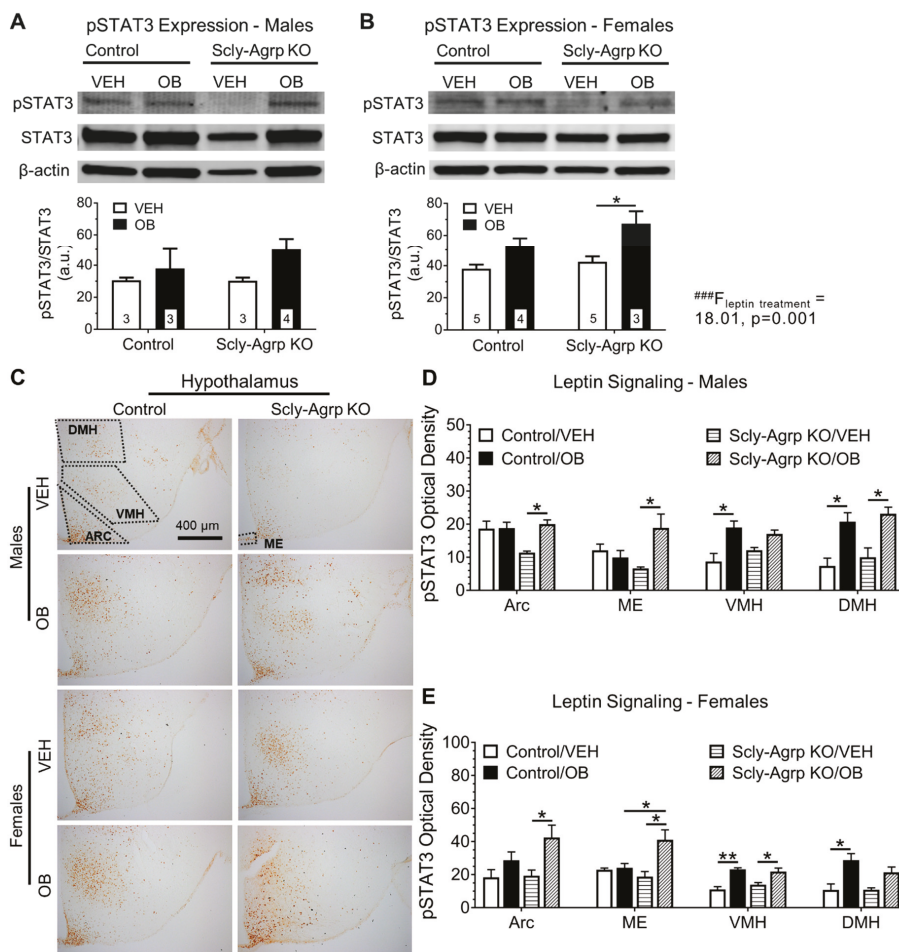 A
pSTAT3 Expression - Males
Control
Scly-Agrp KO
VEH
OB
VEH
OB
pSTAT3
STAT3
β-actin
pSTAT3/STAT3
(a.u.)
80
60
40
20
0
VEH
OB
3
3
3
4
Control
Scly-Agrp KO
B
pSTAT3 Expression - Females
Control
Scly-Agrp KO
VEH
OB
VEH
OB
pSTAT3
STAT3
β-actin
pSTAT3/STAT3
(a.u.)
80
60
40
20
0
VEH
OB
*
5
4
5
3
Control
Scly-Agrp KO
###Fleptin treatment =
18.01, p=0.001
C
Hypothalamus
Control
Scly-Agrp KO
Males
VEH
OB
Females
VEH
OB
DMH
VMH
ARC
400 µm
ME
D
Leptin Signaling - Males
pSTAT3 Optical Density
50
40
30
20
10
0
Control/VEH
Control/OB
Scly-Agrp KO/VEH
Scly-Agrp KO/OB
*
*
*
*
*
Arc
ME
VMH
DMH
E
Leptin Signaling - Females
pSTAT3 Optical Density
100
80
60
40
20
0
Control/VEH
Control/OB
Scly-Agrp KO/VEH
Scly-Agrp KO/OB
*
*
*
**
*
*
Arc
ME
VMH
DMH